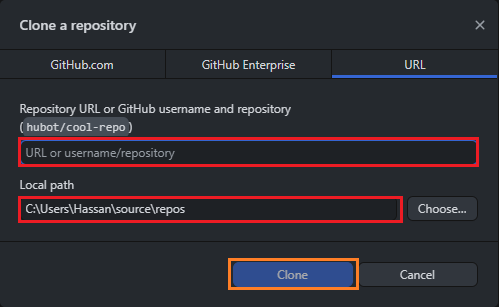 Clone a repository
GitHub.com
GitHub Enterprise
URL
Repository URL or GitHub username and repository
(hubot/cool-repo)
URL or username/repository
Local path
C:\Users\Hassan\source\repos
Choose...
Clone
Cancel